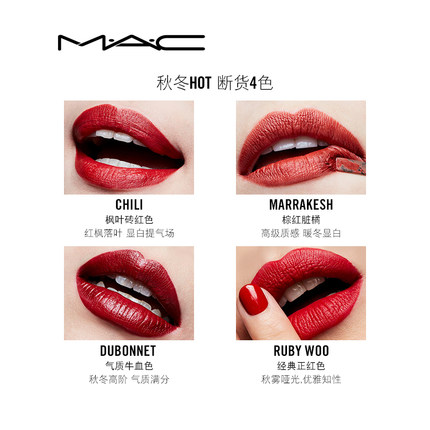 MAC
秋冬HOT 断货4色
CHILI
枫叶砖红色
红枫落叶 显白提气场
MARRAKESH
棕红脏橘
高级质感 暖冬显白
DUBONNET
气质牛血色
秋冬高阶 气质满分
RUBY WOO
经典正红色
秋雾哑光,优雅知性